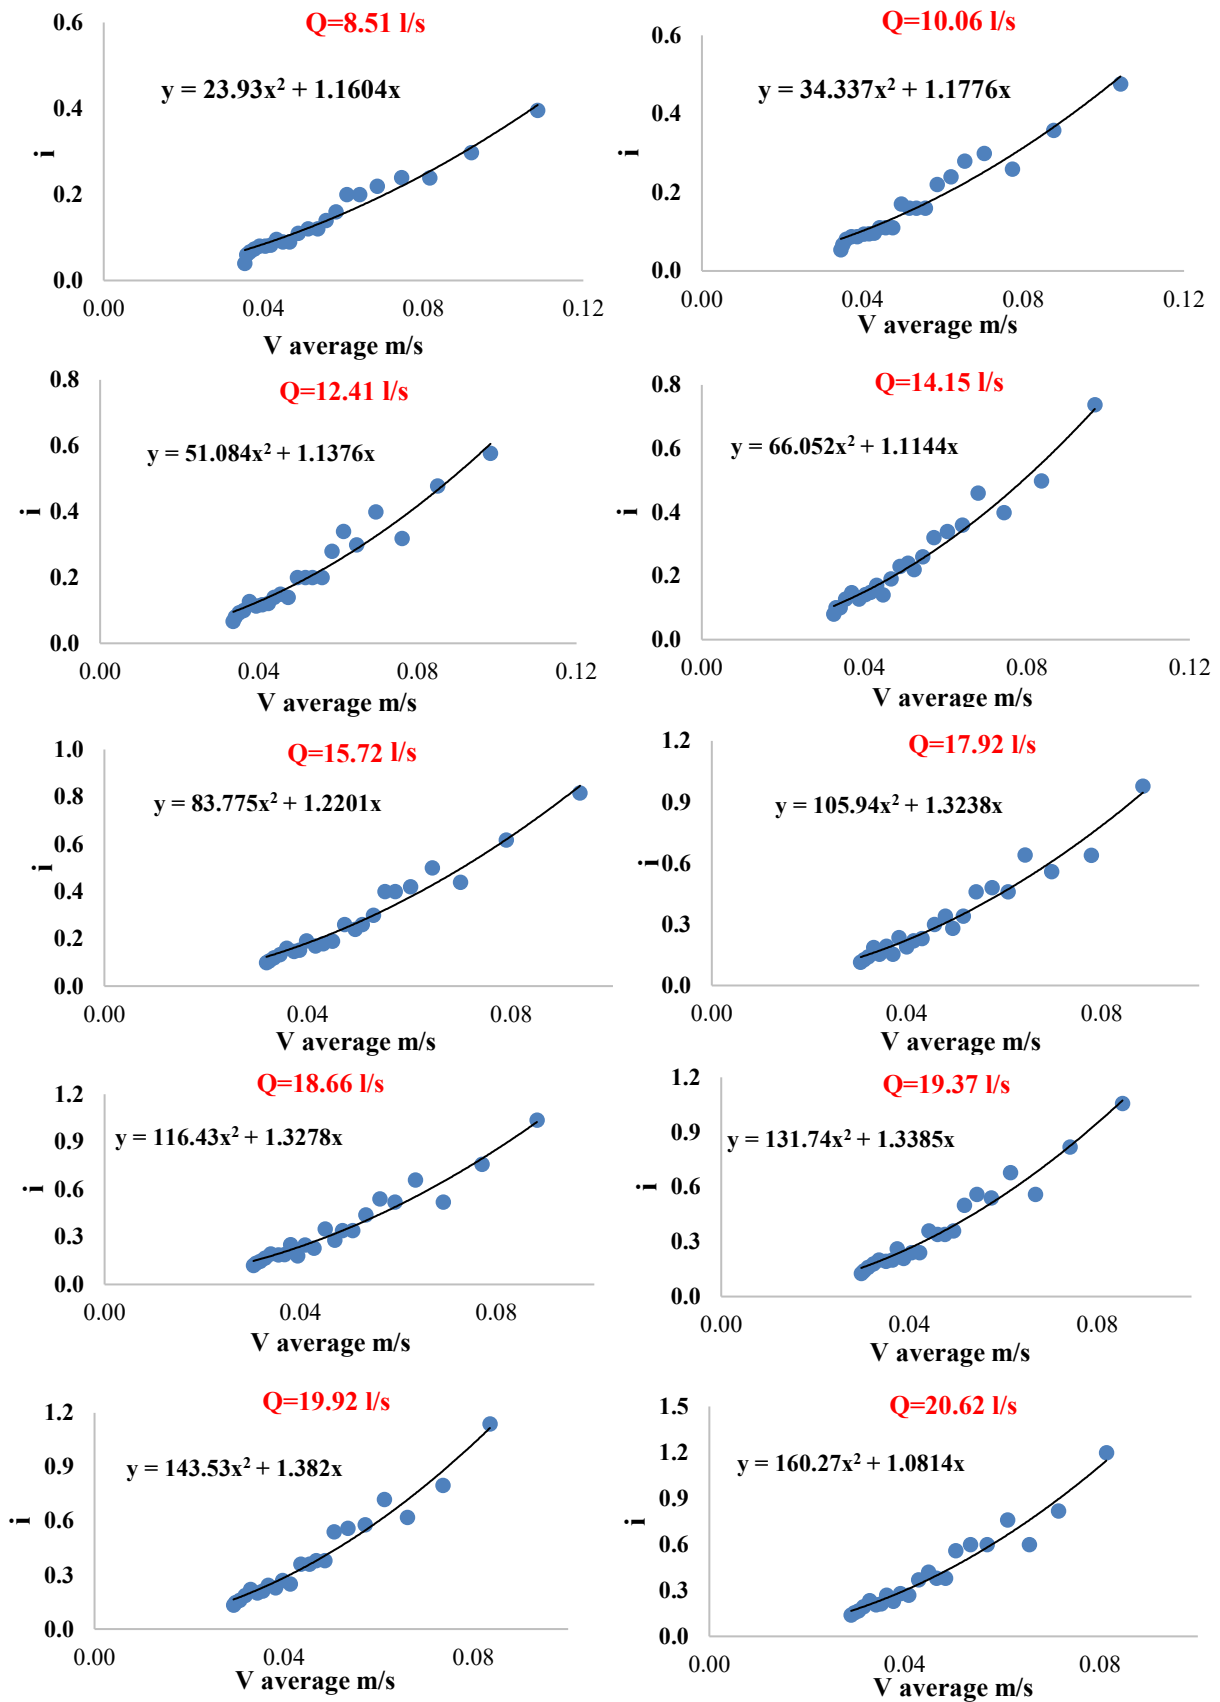 Q=8.51 l/s
y = 23.93x² + 1.1604x
0.6
0.4
0.2
0.0
i
0.00 0.04 0.08 0.12
V average m/s
Q=10.06 l/s
y = 34.337x² + 1.1776x
0.6
0.4
0.2
0.0
i
0.00 0.04 0.08 0.12
V average m/s
Q=12.41 l/s
y = 51.084x² + 1.1376x
0.8
0.6
0.4
0.2
0.0
i
0.00 0.04 0.08 0.12
V average m/s
Q=14.15 l/s
y = 66.052x² + 1.1144x
0.8
0.6
0.4
0.2
0.0
i
0.00 0.04 0.08 0.12
V average m/s
Q=15.72 l/s
y = 83.775x² + 1.2201x
1.0
0.8
0.6
0.4
0.2
0.0
i
0.00 0.04 0.08
V average m/s
Q=17.92 l/s
y = 105.94x² + 1.3238x
1.2
0.9
0.6
0.3
0.0
i
0.00 0.04 0.08
V average m/s
Q=18.66 l/s
y = 116.43x² + 1.3278x
1.2
0.9
0.6
0.3
0.0
i
0.00 0.04 0.08
V average m/s
Q=19.37 l/s
y = 131.74x² + 1.3385x
1.2
0.9
0.6
0.3
0.0
i
0.00 0.04 0.08
V average m/s
Q=19.92 l/s
y = 143.53x² + 1.382x
1.2
0.9
0.6
0.3
0.0
i
0.00 0.04 0.08
V average m/s
Q=20.62 l/s
y = 160.27x² + 1.0814x
1.5
1.2
0.9
0.6
0.3
0.0
i
0.00 0.04 0.08
V average m/s